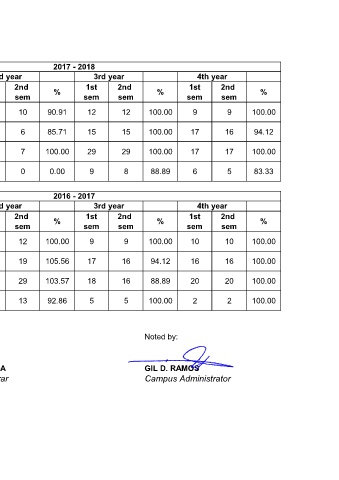 2017 - 2018
d year 3rd year 4th year
2nd sem % 1st sem 2nd sem % 1st sem 2nd sem %
10 90.91 12 12 100.00 9 9 100.00
6 85.71 15 15 100.00 17 16 94.12
7 100.00 29 29 100.00 17 17 100.00
0 0.00 9 8 88.89 6 5 83.33
2016 - 2017
d year 3rd year 4th year
2nd sem % 1st sem 2nd sem % 1st sem 2nd sem %
12 100.00 9 9 100.00 10 10 100.00
19 105.56 17 16 94.12 16 16 100.00
29 103.57 18 16 88.89 20 20 100.00
13 92.86 5 5 100.00 2 2 100.00
Noted by:
A GIL D. RAMOS
rar Campus Administrator